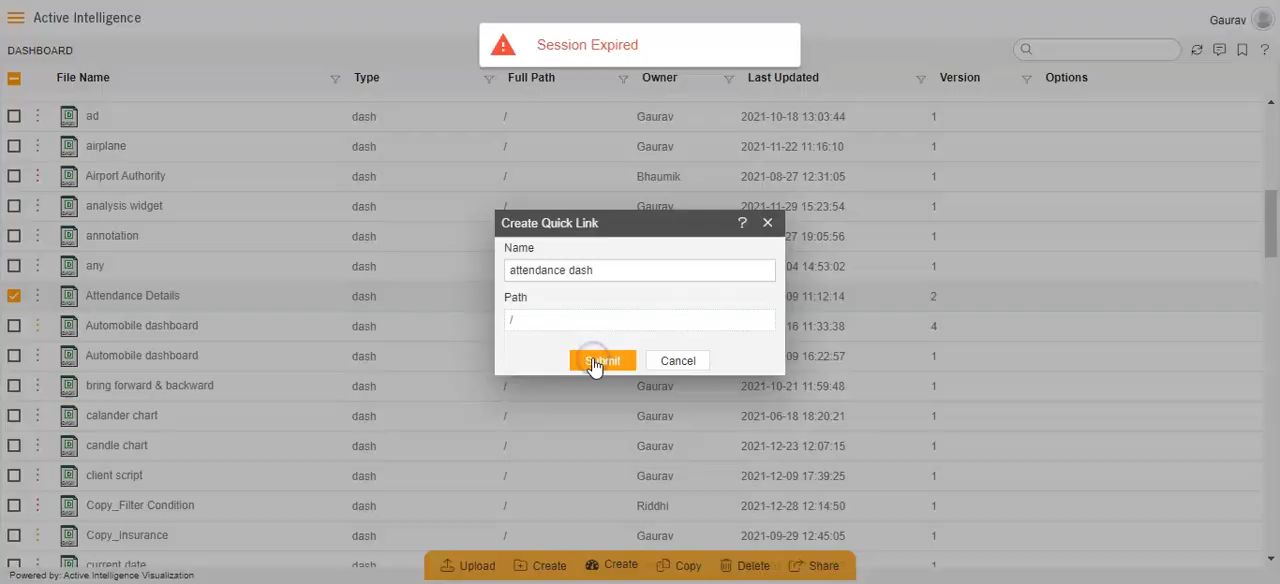 Active Intelligence
Gaurav
Session Expired
DASHBOARD
File Name Type Full Path Owner Last Updated Version Options
ad dash / Gaurav 2021-10-18 13:03:44 1
airplane dash / Gaurav 2021-11-22 11:16:10 1
Airport Authority dash / Bhaumik 2021-08-27 12:31:05 1
analysis widget dash / Gaurav 2021-11-29 15:23:54 1
annotation dash 27 19:05:56 1
any dash 04 14:53:02 1
Attendance Details dash 09 11:12:14 2
Automobile dashboard dash 16 11:33:38 4
Automobile dashboard dash 09 16:22:57 1
bring forward & backward dash / Gaurav 2021-10-21 11:59:48 1
calander chart dash / Gaurav 2021-06-18 18:20:21 1
candle chart dash / Gaurav 2021-12-23 12:07:15 1
client script dash / Gaurav 2021-12-09 17:39:25 1
Copy_Filter Condition dash / Riddhi 2021-12-28 12:14:50 1
Copy_Insurance dash / Gaurav 2021-09-29 12:45:05 1
current date
Create Quick Link ?
Name
attendance dash
Path
/
Submit Cancel
Upload Create Create Copy Delete Share
Powered by: Active Intelligence Visualization